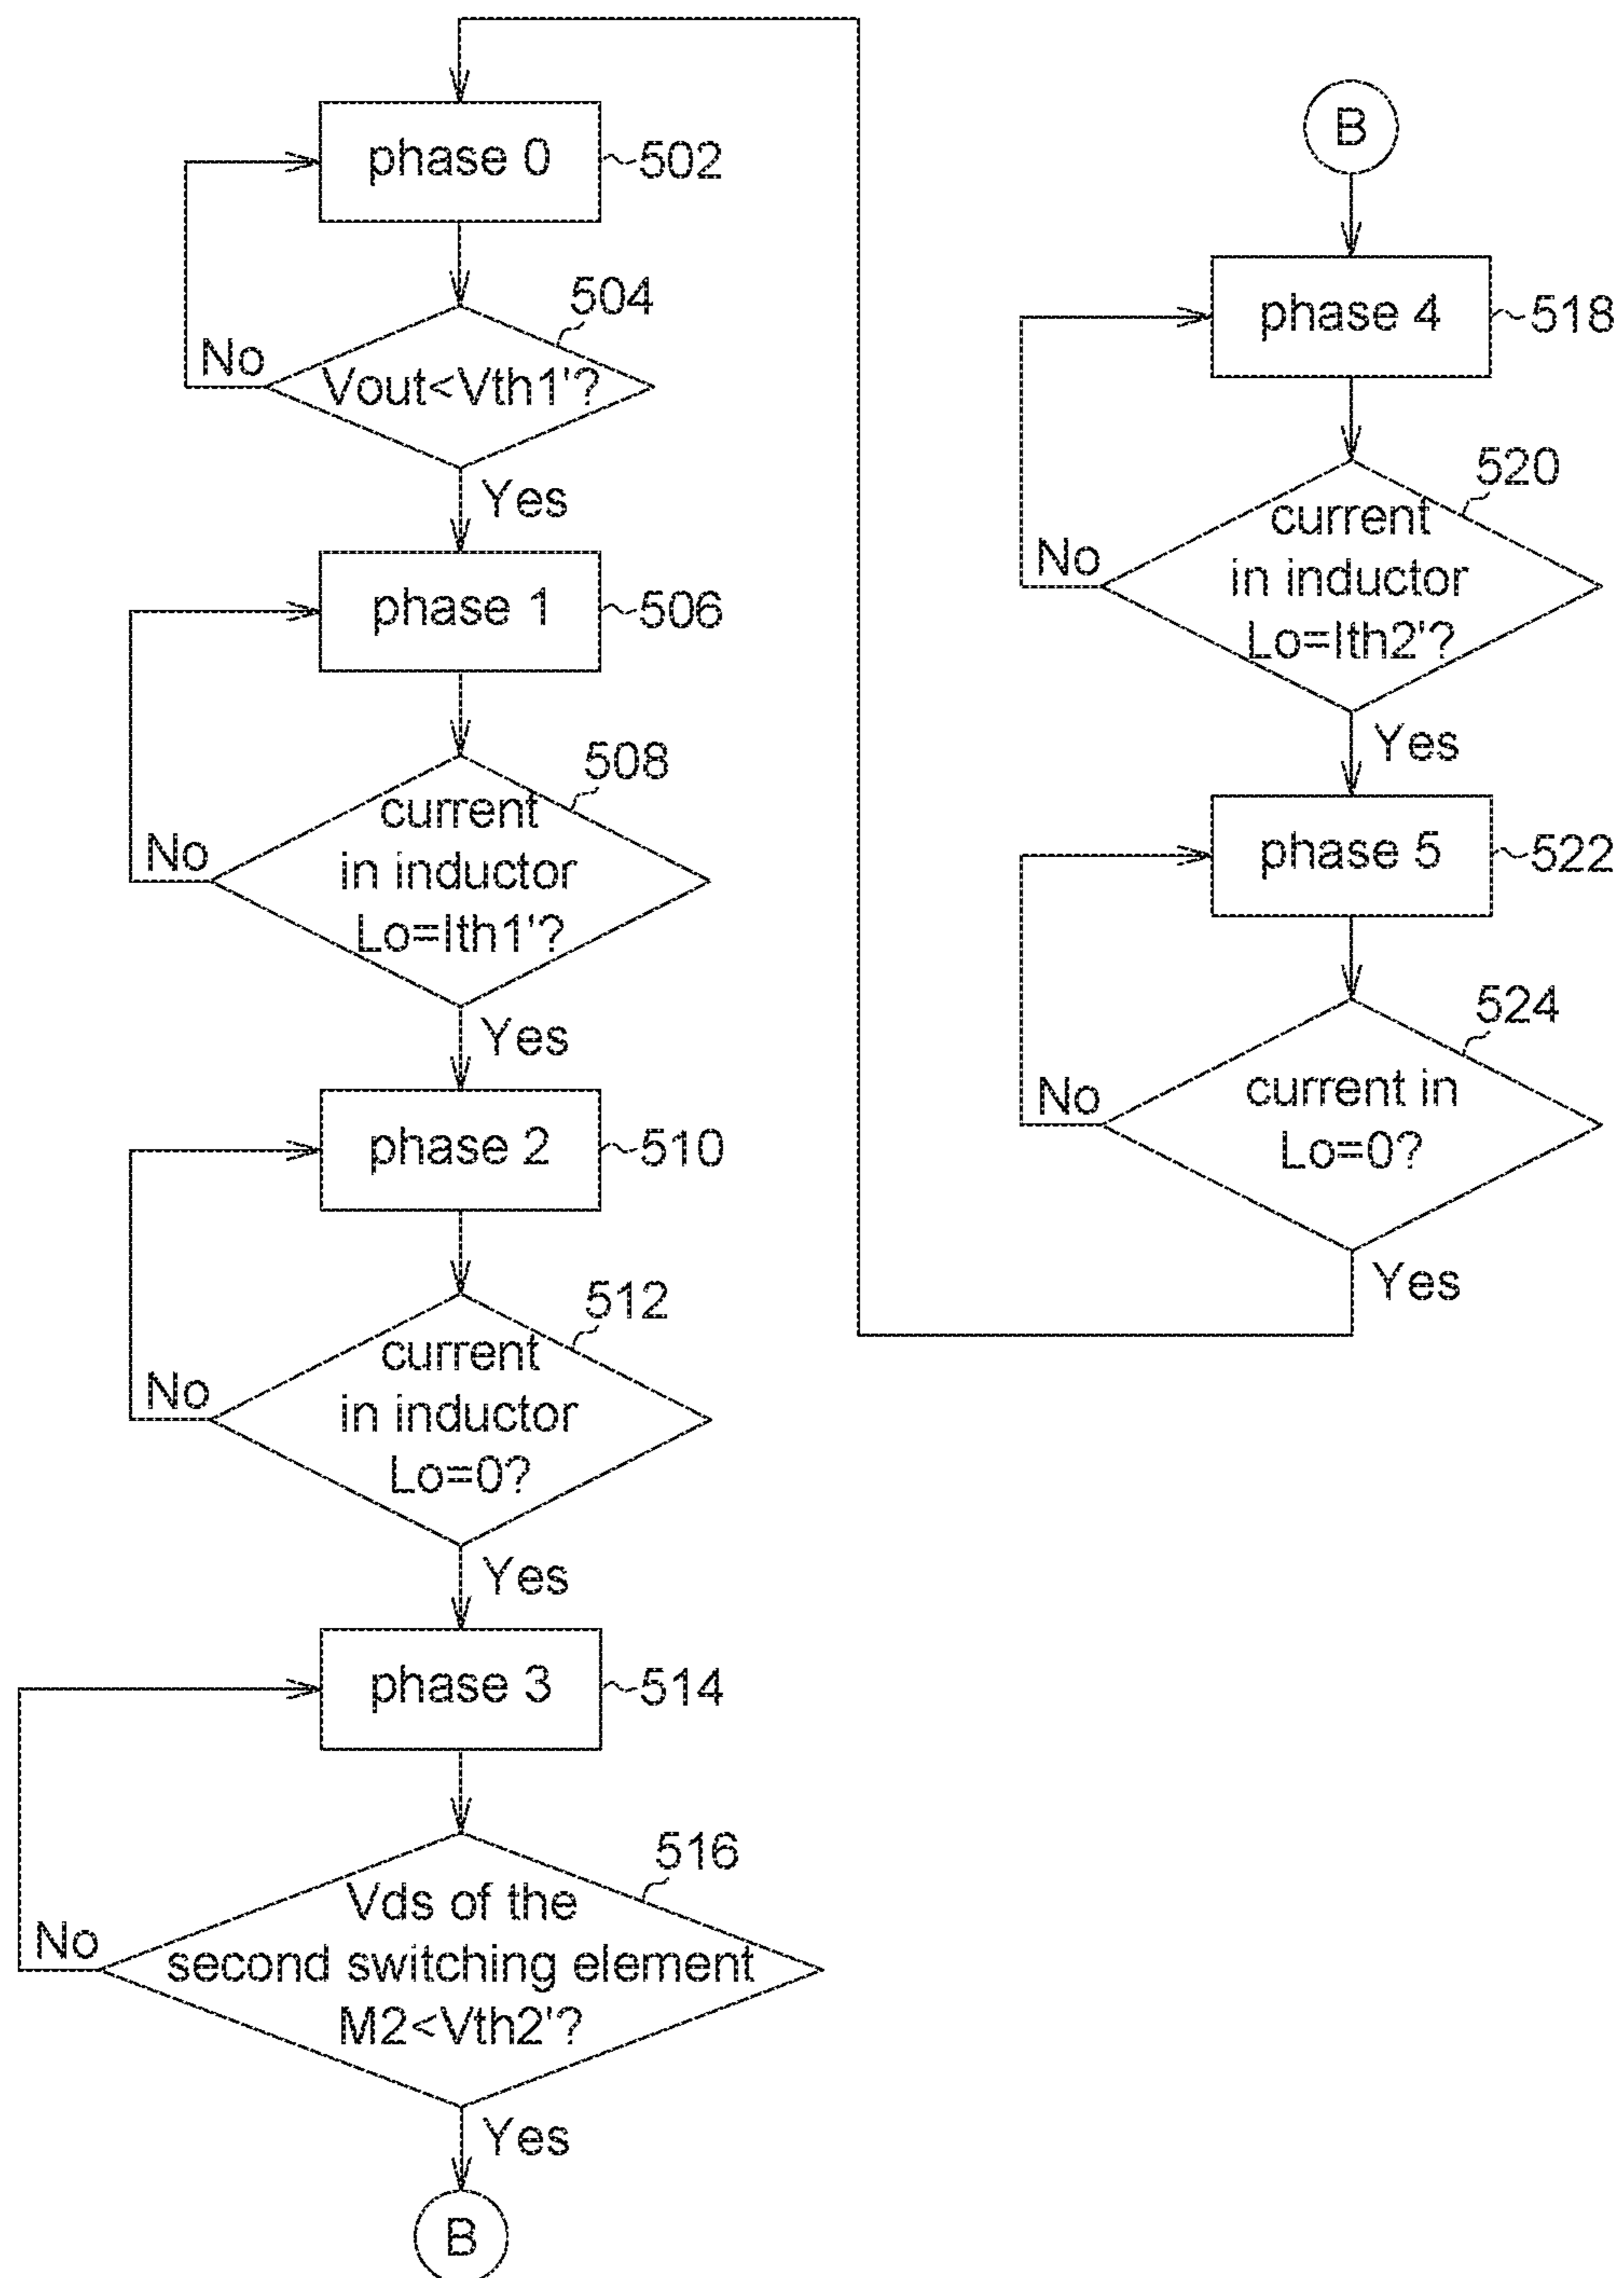 phase 0
502
504
Vout<Vth1'?
No
Yes
phase 1
506
508
current
in inductor
Lo=Ith1'?
No
Yes
phase 2
510
512
current
in inductor
Lo=0?
No
Yes
phase 3
514
516
Vds of the
second switching element
M2<Vth2'?
No
Yes
B
B
phase 4
518
520
current
in inductor
Lo=Ith2'?
No
Yes
phase 5
522
524
current in
Lo=0?
No
Yes